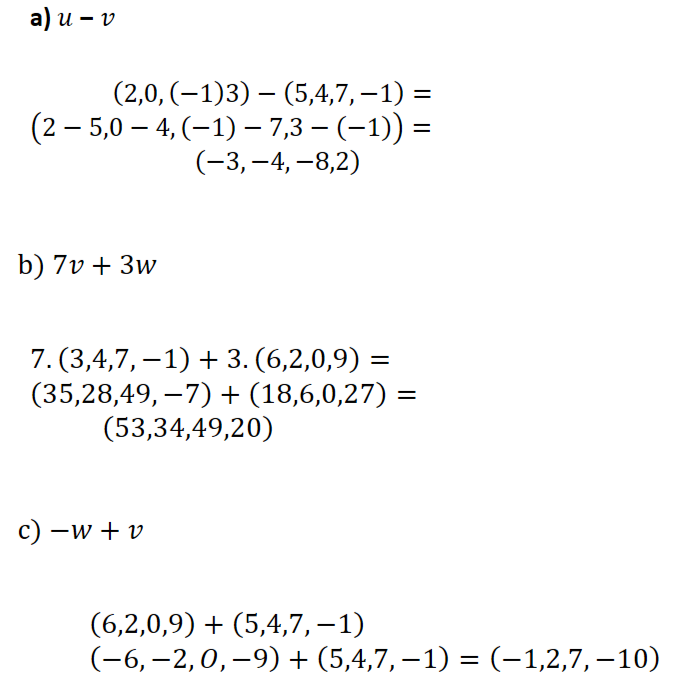 a) u − v
(2,0, (−1)3) − (5,4,7, −1) =
(2 − 5,0 − 4, (−1) − 7,3 − (−1)) =
(−3, −4, −8,2)
b) 7v + 3w
7. (3,4,7, −1) + 3. (6,2,0,9) =
(35,28,49, −7) + (18,6,0,27) =
(53,34,49,20)
c) −w + v
(6,2,0,9) + (5,4,7, −1)
(−6, −2, 0, −9) + (5,4,7, −1) = (−1,2,7, −10)